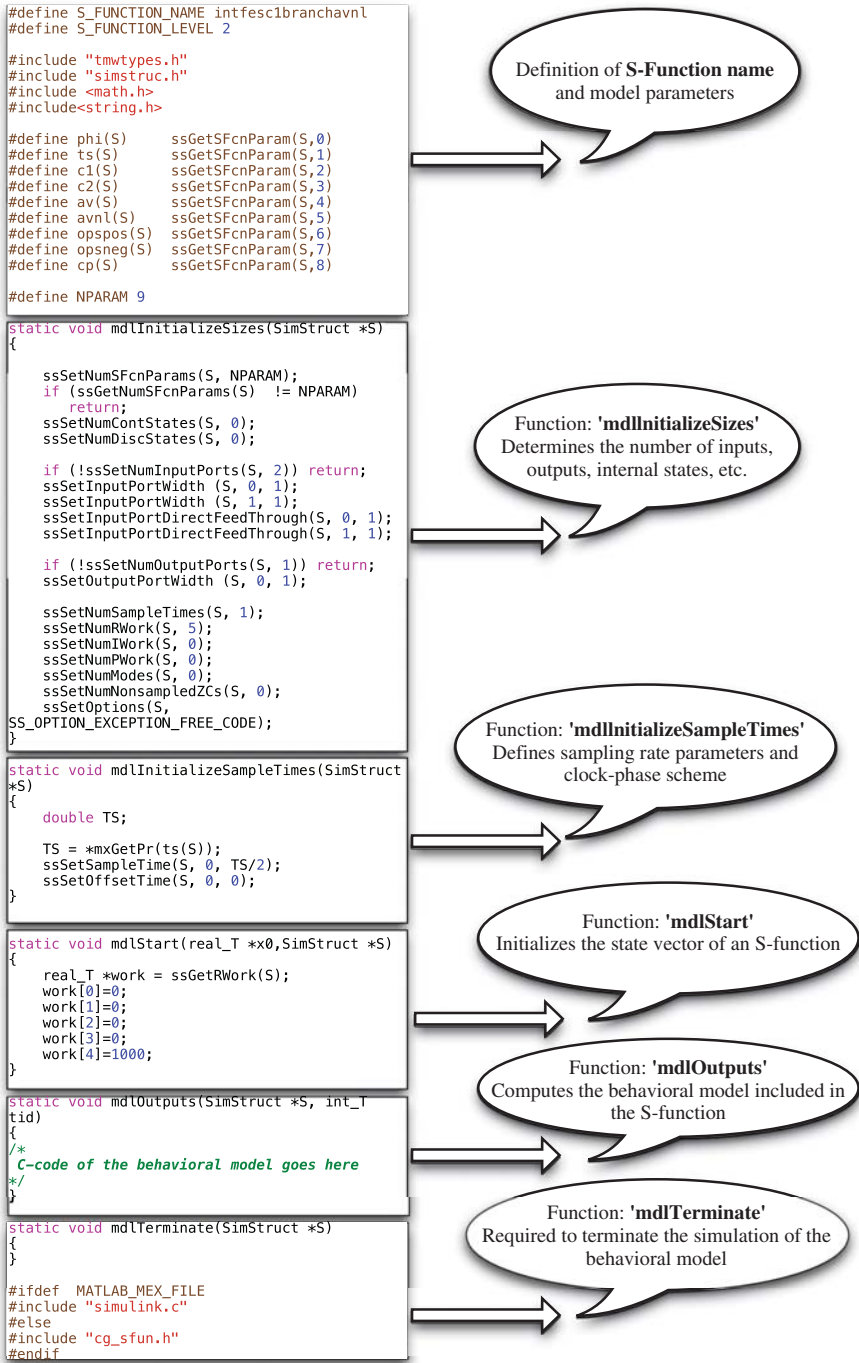 #define S_FUNCTION_NAME intfesc1branchavnl
#define S_FUNCTION_LEVEL 2
#include "tmwtypes.h"
#include "simstruc.h"
#include <math.h>
#include<string.h>
#define phi(S)     ssGetSFcnParam(S,0)
#define ts(S)      ssGetSFcnParam(S,1)
#define c1(S)      ssGetSFcnParam(S,2)
#define c2(S)      ssGetSFcnParam(S,3)
#define av(S)      ssGetSFcnParam(S,4)
#define avnl(S)    ssGetSFcnParam(S,5)
#define opspos(S)  ssGetSFcnParam(S,6)
#define opsneg(S)  ssGetSFcnParam(S,7)
#define cp(S)      ssGetSFcnParam(S,8)
#define NPARAM 9
Definition of S-Function name
and model parameters
static void mdlInitializeSizes(SimStruct *S)
{
    ssSetNumSFcnParams(S, NPARAM);
    if (ssGetNumSFcnParams(S)  != NPARAM)
       return;
    ssSetNumContStates(S, 0);
    ssSetNumDiscStates(S, 0);
    if (!ssSetNumInputPorts(S, 2)) return;
    ssSetInputPortWidth (S, 0, 1);
    ssSetInputPortWidth (S, 1, 1);
    ssSetInputPortDirectFeedThrough(S, 0, 1);
    ssSetInputPortDirectFeedThrough(S, 1, 1);
    if (!ssSetNumOutputPorts(S, 1)) return;
    ssSetOutputPortWidth (S, 0, 1);
    ssSetNumSampleTimes(S, 1);
    ssSetNumRWork(S, 5);
    ssSetNumIWork(S, 0);
    ssSetNumPWork(S, 0);
    ssSetNumModes(S, 0);
    ssSetNumNonsampledZCs(S, 0);
    ssSetOptions(S,
SS_OPTION_EXCEPTION_FREE_CODE);
}
Function: 'mdlInitializeSizes'
Determines the number of inputs,
outputs, internal states, etc.
static void mdlInitializeSampleTimes(SimStruct
*S)
{
    double TS;
    TS = *mxGetPr(ts(S));
    ssSetSampleTime(S, 0, TS/2);
    ssSetOffsetTime(S, 0, 0);
}
Function: 'mdlInitializeSampleTimes'
Defines sampling rate parameters and
clock-phase scheme
static void mdlStart(real_T *x0,SimStruct *S)
{
    real_T *work = ssGetRWork(S);
    work[0]=0;
    work[1]=0;
    work[2]=0;
    work[3]=0;
    work[4]=1000;
}
Function: 'mdlStart'
Initializes the state vector of an S-function
static void mdlOutputs(SimStruct *S, int_T
tid)
{
/*
 C-code of the behavioral model goes here
*/
}
Function: 'mdlOutputs'
Computes the behavioral model included in
the S-function
static void mdlTerminate(SimStruct *S)
{
}
#ifdef  MATLAB_MEX_FILE
#include "simulink.c"
#else
#include "cg_sfun.h"
#endif
Function: 'mdlTerminate'
Required to terminate the simulation of the
behavioral model